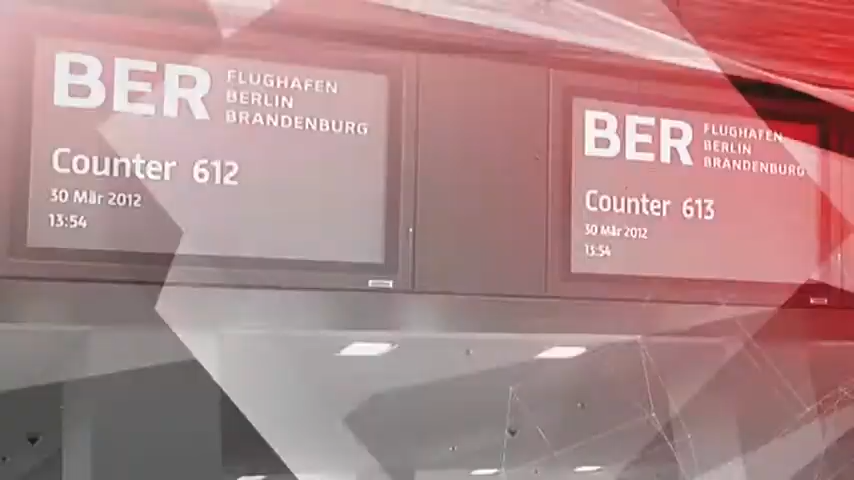 BER FLUGHAFEN
BERLIN
BRANDENBURG
Counter 612
30 Mär 2012
13:54
BER FLUGHAFEN
BERLIN
BRANDENBURG
Counter 613
30 Mär 2012
13:54